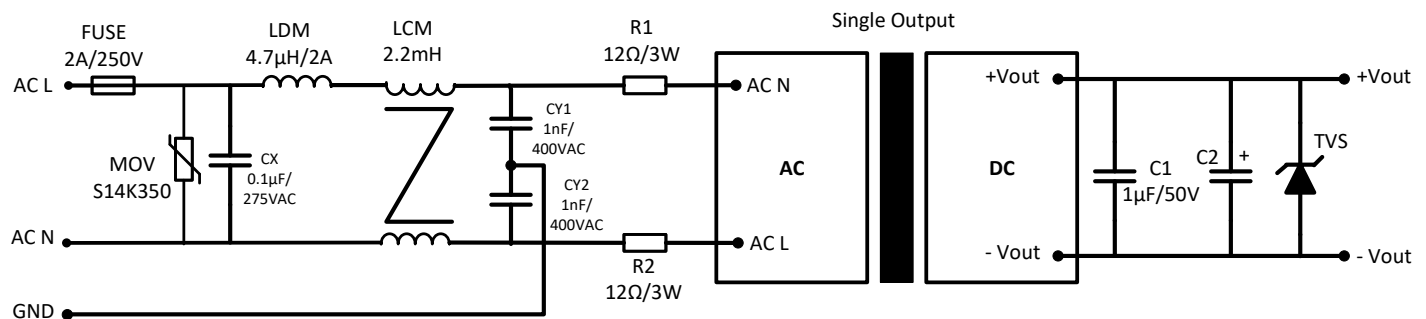 Single Output
FUSE
2A/250V
LDM
4.7µH/2A
LCM
2.2mH
R1
12Ω/3W
AC L
AC N
+Vout
+Vout
CY1
1nF/
400VAC
MOV
S14K350
CX
0.1µF/
275VAC
AC
DC
C1
1µF/50V
C2
+
TVS
CY2
1nF/
400VAC
AC N
AC L
- Vout
- Vout
R2
12Ω/3W
GND